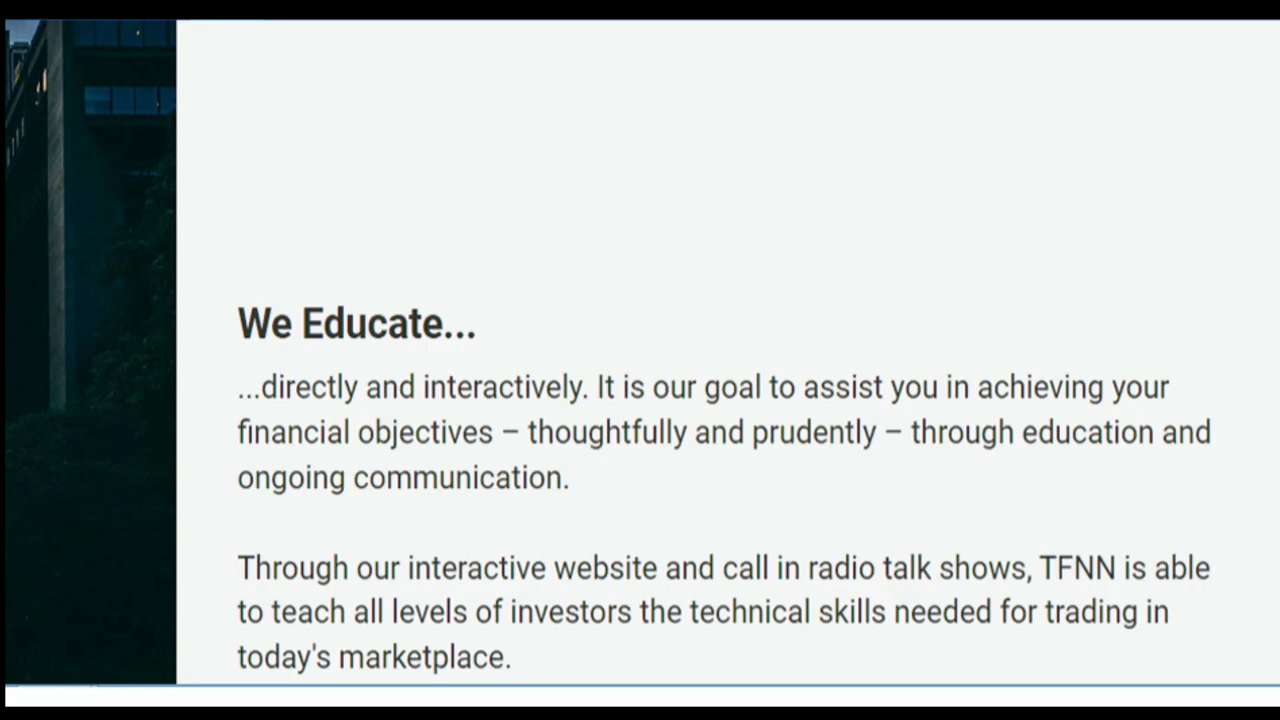 We Educate...
...directly and interactively. It is our goal to assist you in achieving your
financial objectives – thoughtfully and prudently – through education and
ongoing communication.
Through our interactive website and call in radio talk shows, TFNN is able
to teach all levels of investors the technical skills needed for trading in
today's marketplace.